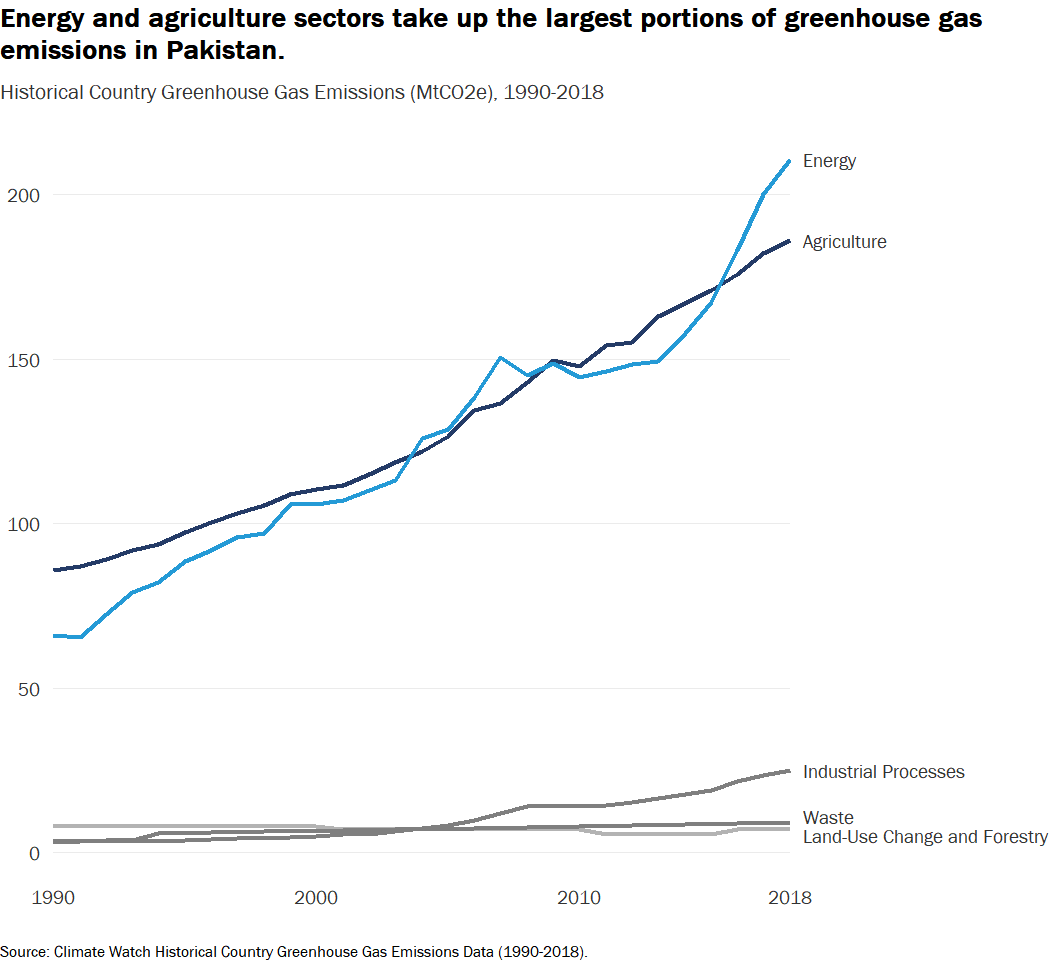 Energy and agriculture sectors take up the largest portions of greenhouse gas
emissions in Pakistan.
Historical Country Greenhouse Gas Emissions (MtCO2e), 1990-2018
Energy
200
Agriculture
150
100
50
Industrial Processes
Waste
Land-Use Change and Forestry
0
1990 2000 2010 2018
Source: Climate Watch Historical Country Greenhouse Gas Emissions Data (1990-2018).